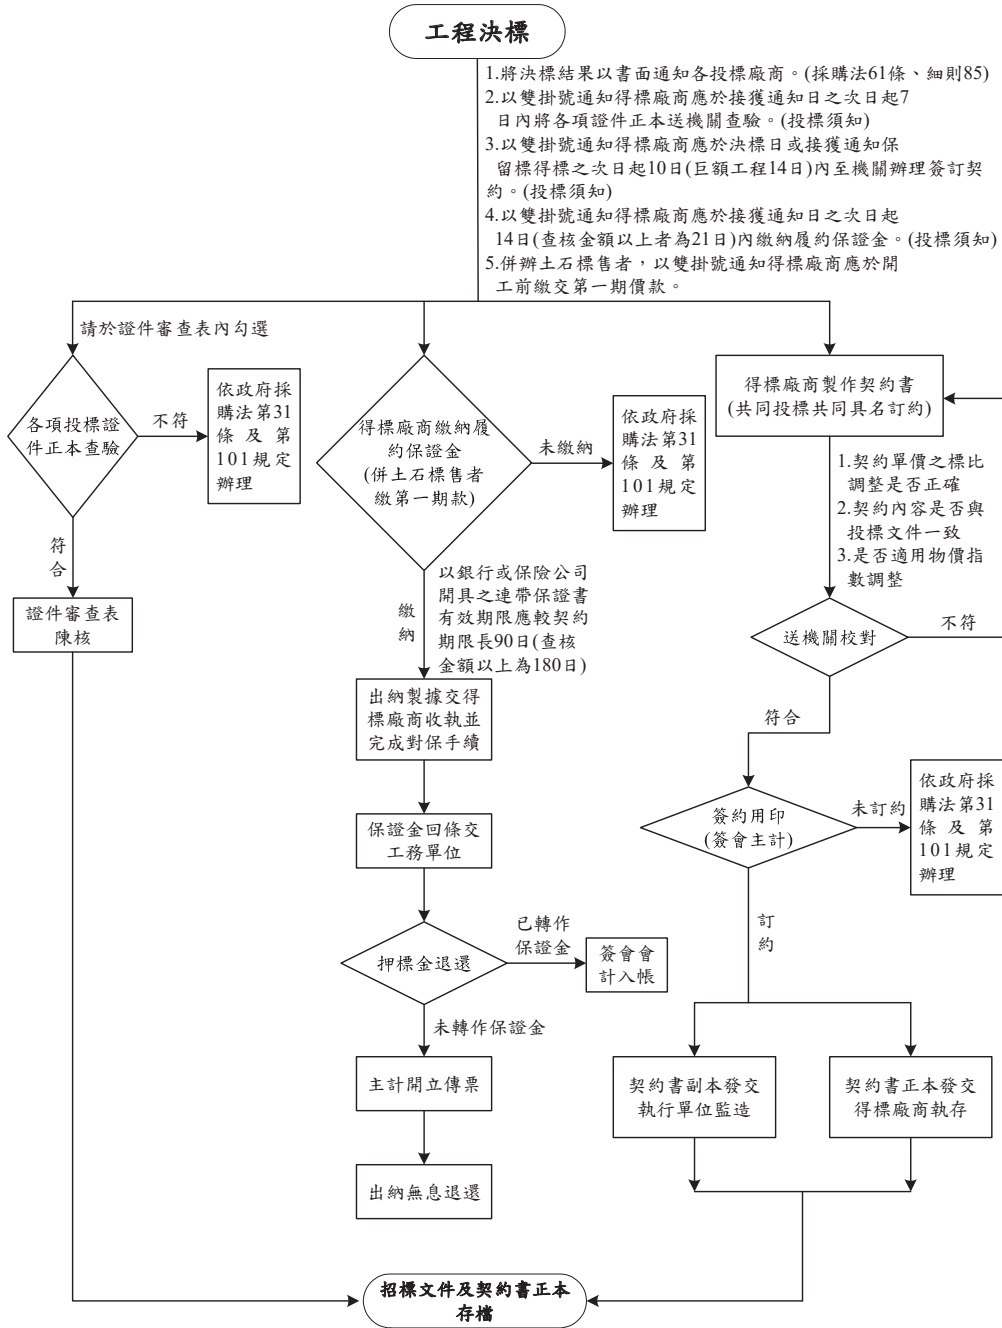 工程決標
1.將決標結果以書面通知各投標廠商。(採購法61條、細則85)
2.以雙掛號通知得標廠商應於接獲通知日之次日起7
日內將各項證件正本送機關查驗。(投標須知)
3.以雙掛號通知得標廠商應於決標日或接獲通知保
留標得標之次日起10日(巨額工程14日)內至機關辦理簽訂契
約。(投標須知)
4.以雙掛號通知得標廠商應於接獲通知日之次日起
14日(查核金額以上者為21日)內繳納履約保證金。(投標須知)
5.併辦土石標售者，以雙掛號通知得標廠商應於開
工前繳交第一期價款。
請於證件審查表內勾選
各項投標證
件正本查驗
不符
依政府採
購法第31
條及第
101規定
辦理
符
合
證件審查表
陳核
得標廠商繳納履
約保證金
(併土石標售者
繳第一期款)
未繳納
依政府採
購法第31
條及第
101規定
辦理
繳
納
以銀行或保險公司
開具之連帶保證書
有效期限應較契約
期限長90日(查核
金額以上為180日)
出納製據交得
標廠商收執並
完成對保手續
保證金回條交
工務單位
押標金退還
已轉作
保證金
簽會會
計入帳
未轉作保證金
主計開立傳票
出納無息退還
得標廠商製作契約書
(共同投標共同具名訂約)
1.契約單價之標比
調整是否正確
2.契約內容是否與
投標文件一致
3.是否適用物價指
數調整
送機關校對
不符
符合
簽約用印
(簽會主計)
未訂約
依政府採
購法第31
條及第
101規定
辦理
訂
約
契約書副本發交
執行單位監造
契約書正本發交
得標廠商執存
招標文件及契約書正本
存檔